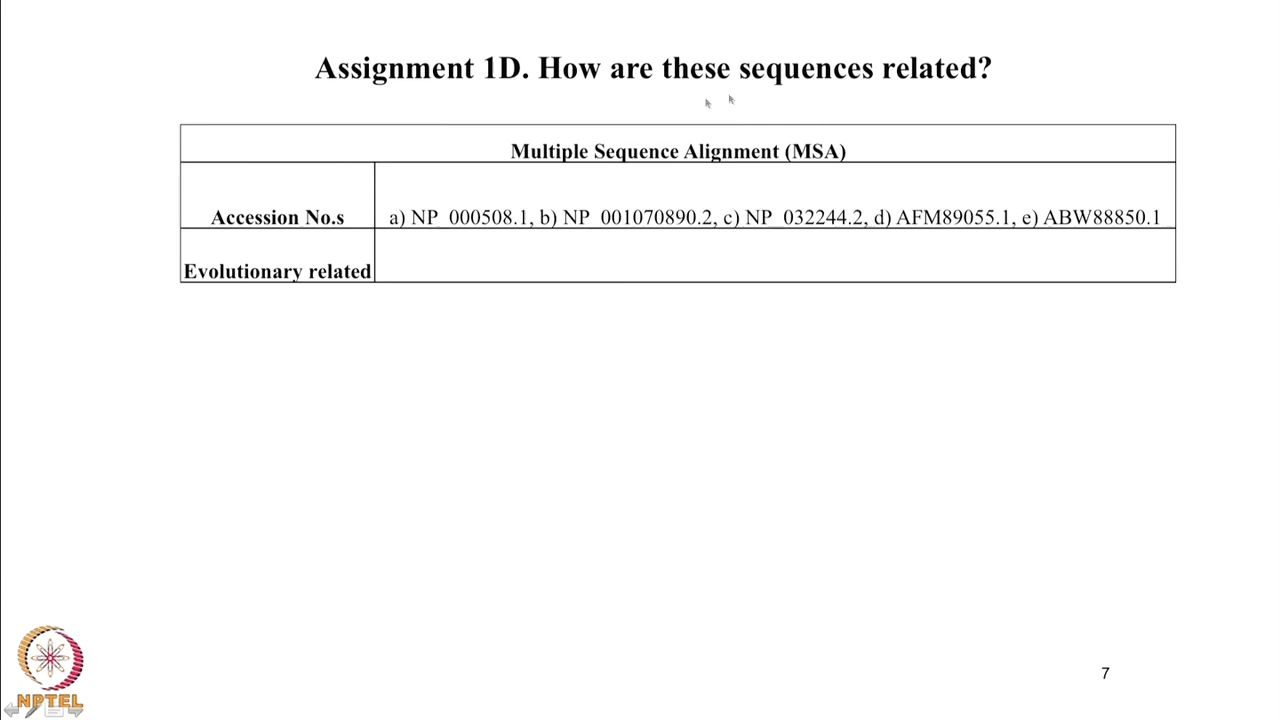 Assignment 1D. How are these sequences related?
Multiple Sequence Alignment (MSA)
Accession No.s
a) NP_000508.1, b) NP_001070890.2, c) NP_032244.2, d) AFM89055.1, e) ABW88850.1
Evolutionary related
7
NPTEL